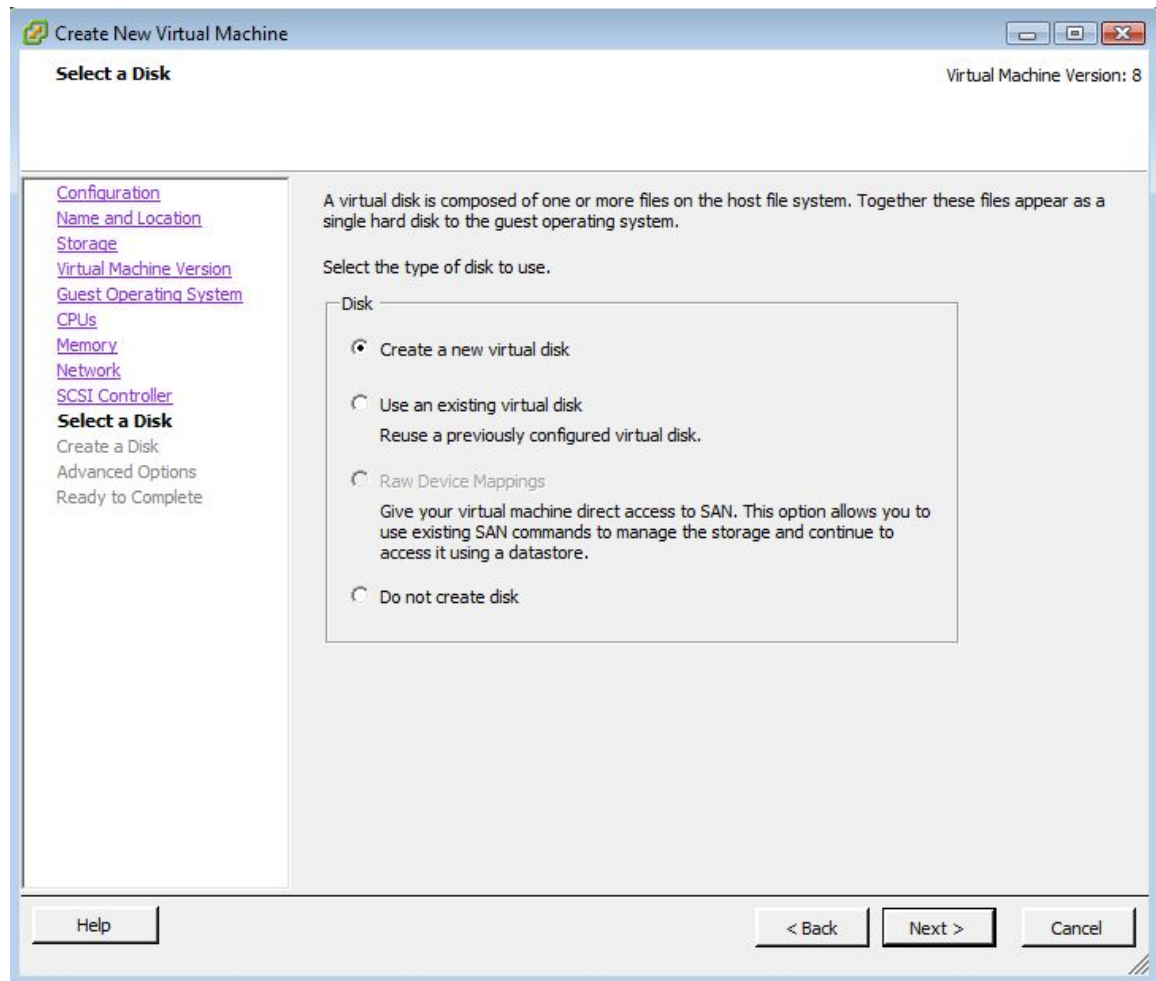 Create New Virtual Machine
Select a Disk
Virtual Machine Version: 8
Configuration
Name and Location
Storage
Virtual Machine Version
Guest Operating System
CPUs
Memory
Network
SCSI Controller
Select a Disk
Create a Disk
Advanced Options
Ready to Complete
A virtual disk is composed of one or more files on the host file system. Together these files appear as a
single hard disk to the guest operating system.
Select the type of disk to use.
Disk
Create a new virtual disk
Use an existing virtual disk
Reuse a previously configured virtual disk.
Raw Device Mappings
Give your virtual machine direct access to SAN. This option allows you to
use existing SAN commands to manage the storage and continue to
access it using a datastore.
Do not create disk
Help
< Back
Next >
Cancel